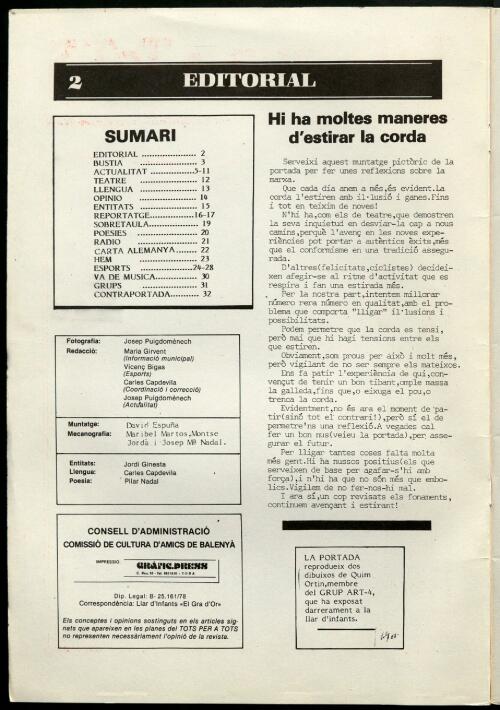 2 EDITORIAL
SUMARI
EDITORIAL ..................... 2
BUSTIA ..................... 3
ACTUALITAT .................5-11
TEATRE ..................... 12
LLENGUA ..................... 13
OPINIO ..................... 14
ENTITATS ..................... 15
REPORTATGE................16-17
SOBRETAULA.................. 19
POESIES ..................... 20
RADIO ..................... 21
CARTA ALEMANYA ........ 22
HEM ..................... 23
ESPORTS ..................24-28
VA DE MUSICA................ 30
GRUPS ..................... 31
CONTRAPORTADA........... 32
Fotografia: Josep Puigdomènech
Redacció: Maria Girvent
(Informació municipal)
Vicenç Bigas
(Esports)
Carles Capdevila
(Coordinació i correcció)
Josep Puigdomènech
(Actualitat)
Muntatge: David Espuña
Mecanografia: Maribel Martos,Montse
Jordà i Josep Mª Nadal.
Entitats: Jordi Ginesta
Llengua: Carles Capdevila
Poesia: Pilar Nadal
CONSELL D'ADMINISTRACIÓ
COMISSIÓ DE CULTURA D'AMICS DE BALENYÀ
IMPRESSIÓ: GRÀFIC-PRESS
Dip. Legal: B- 25.161/78
Correspondència: Llar d'Infants «El Gra d'Or»
Els conceptes i opinions sostinguts en els articles sig-
nats que apareixen en les planes del TOTS PER A TOTS
no representen necessàriament l'opinió de la revista.
Hi ha moltes maneres
d'estirar la corda
Serveixi aquest muntatge pictòric de la
portada per fer unes reflexions sobre la
marxa.
Que cada dia anem a més,és evident.La
corda l'estirem amb il·lusió i ganes.Fins
i tot en teixim de noves!
N'hi ha,com els de teatre,que demostren
la seva inquietud en desviar-la cap a nous
camins,perquè l'avenç en les noves expe-
riències pot portar a autèntics èxits,més
que el conformisme en una tradició assegu-
rada.
D'altres(felicitats,ciclistes) decidei-
xen afegir-se al ritme d'activitat que es
respira i fan una estirada més.
Per la nostra part,intentem millorar
número rera número en qualitat,amb el pro-
blema que comporta "lligar" il·lusions i
possibilitats.
Podem permetre que la corda es tensi,
però mai que hi hagi tensions entre els
que estiren.
Obviament,som prous per això i molt més,
però vigilant de no ser sempre els mateixos.
Ens fa patir l'experiència de qui,con-
vençut de tenir un bon tibant,omple massa
la galleda,fins que,o eixuga el pou,o
trenca la corda.
Evidentment,no és ara el moment de pa-
tir(sinó tot el contrari!),però sí el de
permetre'ns una reflexió.A vegades cal
fer un bon nus(veieu la portada),per asse-
gurar el futur.
Per lligar tantes coses falta molta
més gent.Hi ha nussos positius(els que
serveixen de base per agafar-s'hi amb
força),i n'hi ha que no són més que embo-
lics.Vigilem de no fer-nos-hi mal.
I ara sí,un cop revisats els fonaments,
continuem avençant i estirant!
LA PORTADA
reprodueix dos
dibuixos de Quim
Ortin,membre
del GRUP ART-4,
que ha exposat
darrerament a la
llar d'infants.